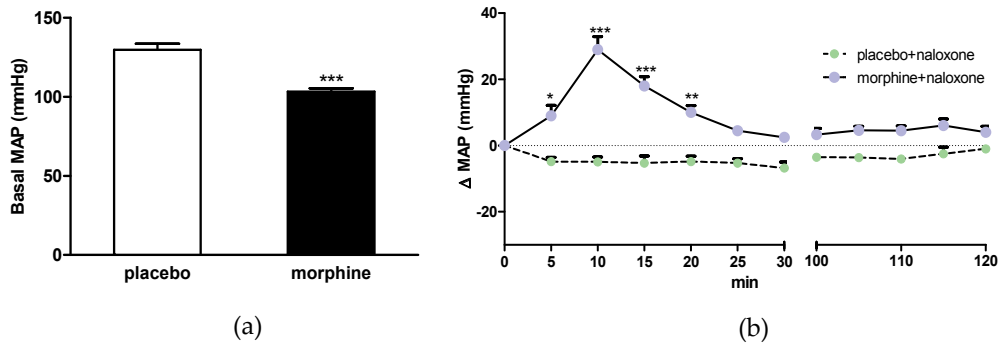 Basal MAP (mmHg)
150
100
50
0
***
placebo
morphine
(a)
Δ MAP (mmHg)
40
20
0
-20
*
***
***
**
placebo+naloxone
morphine+naloxone
0 5 10 15 20 25 30 100 110 120
min
(b)